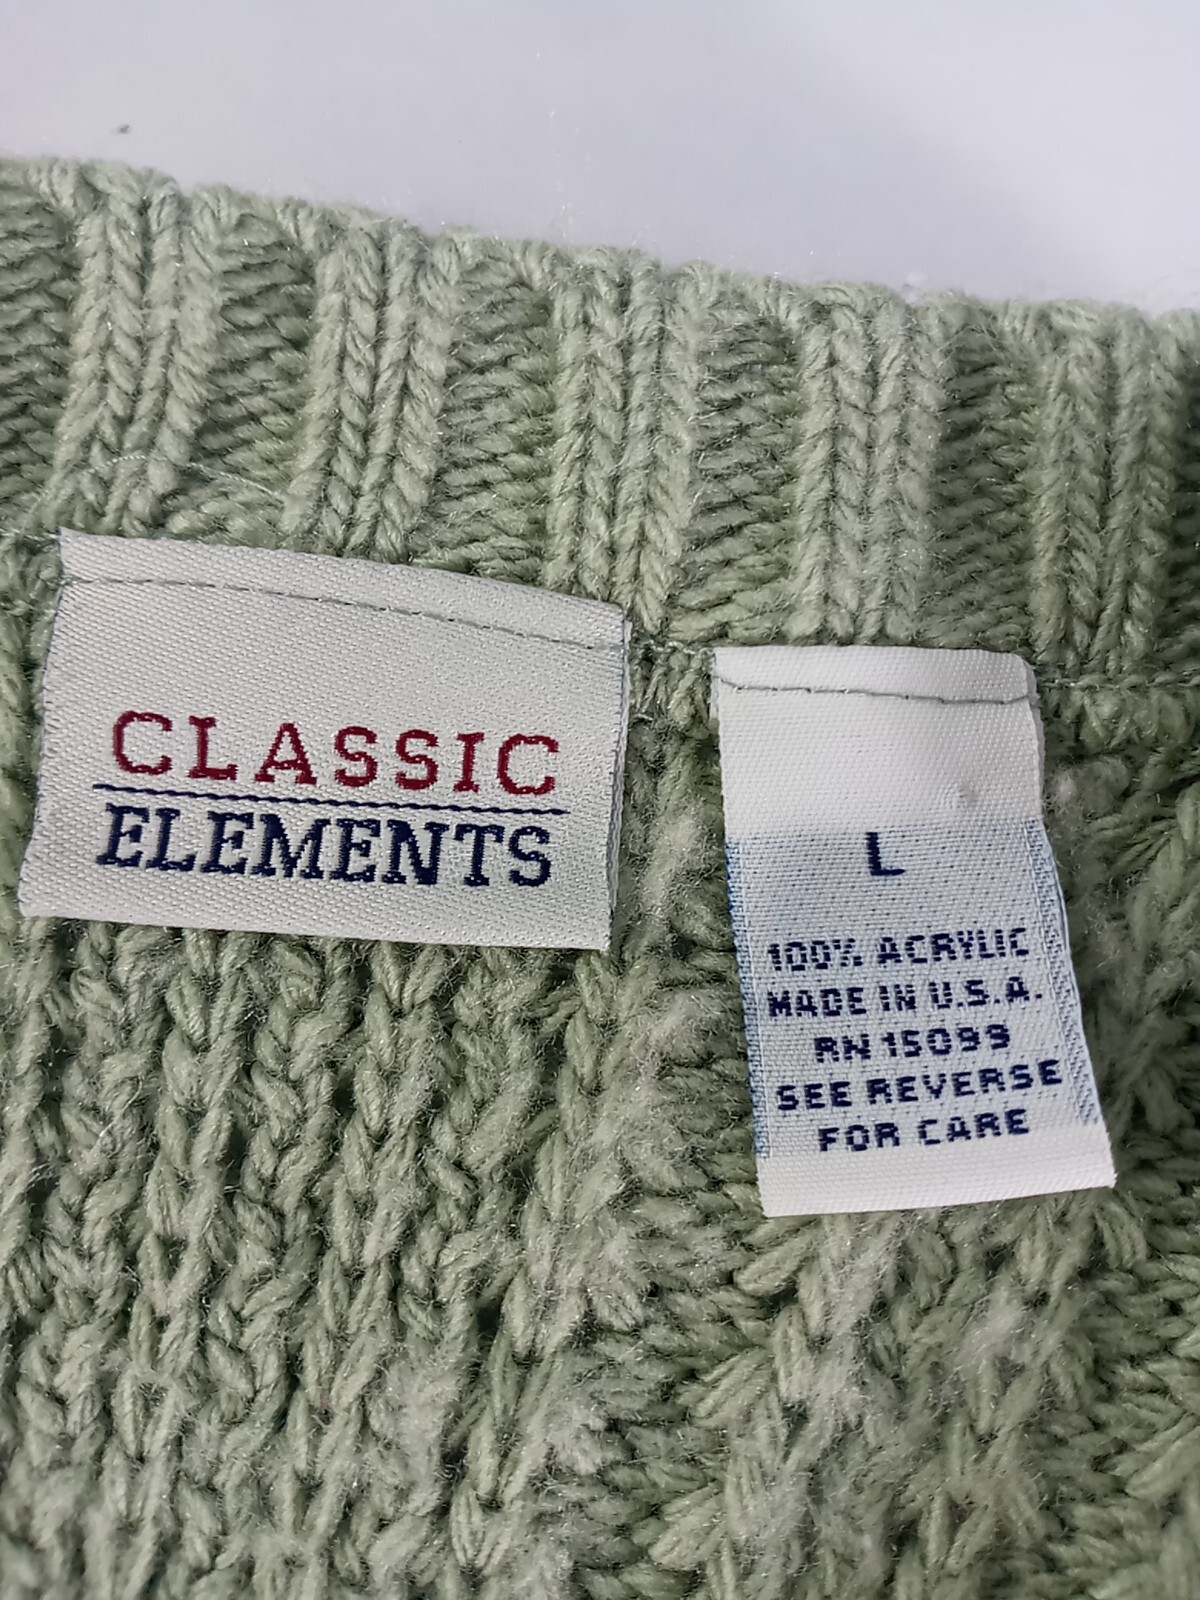 CLASSIC
ELEMENTS
L
100% ACRYLIC
MADE IN U.S.A.
RN 15099
SEE REVERSE
FOR CARE